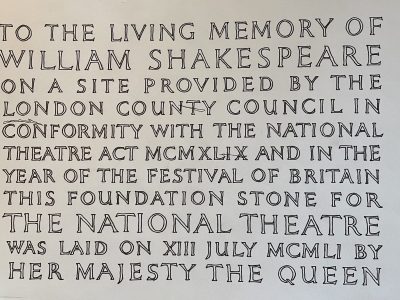 TO THE LIVING MEMORY OF
WILLIAM SHAKESPEARE
ON A SITE PROVIDED BY THE
LONDON COUNTY COUNCIL IN
CONFORMITY WITH THE NATIONAL
THEATRE ACT MCMXLIX AND IN THE
YEAR OF THE FESTIVAL OF BRITAIN
THIS FOUNDATION STONE FOR
THE NATIONAL THEATRE
WAS LAID ON XIII JULY MCMLI BY
HER MAJESTY THE QUEEN